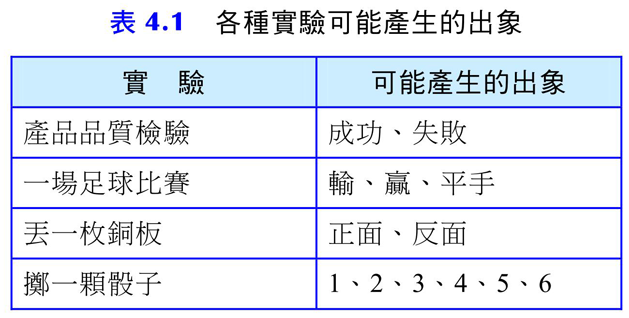 表 4.1 各種實驗可能產生的出象
實 驗 可能產生的出象
產品品質檢驗 成功、失敗
一場足球比賽 輸、贏、平手
丟一枚銅板 正面、反面
擲一顆骰子 1、2、3、4、5、6